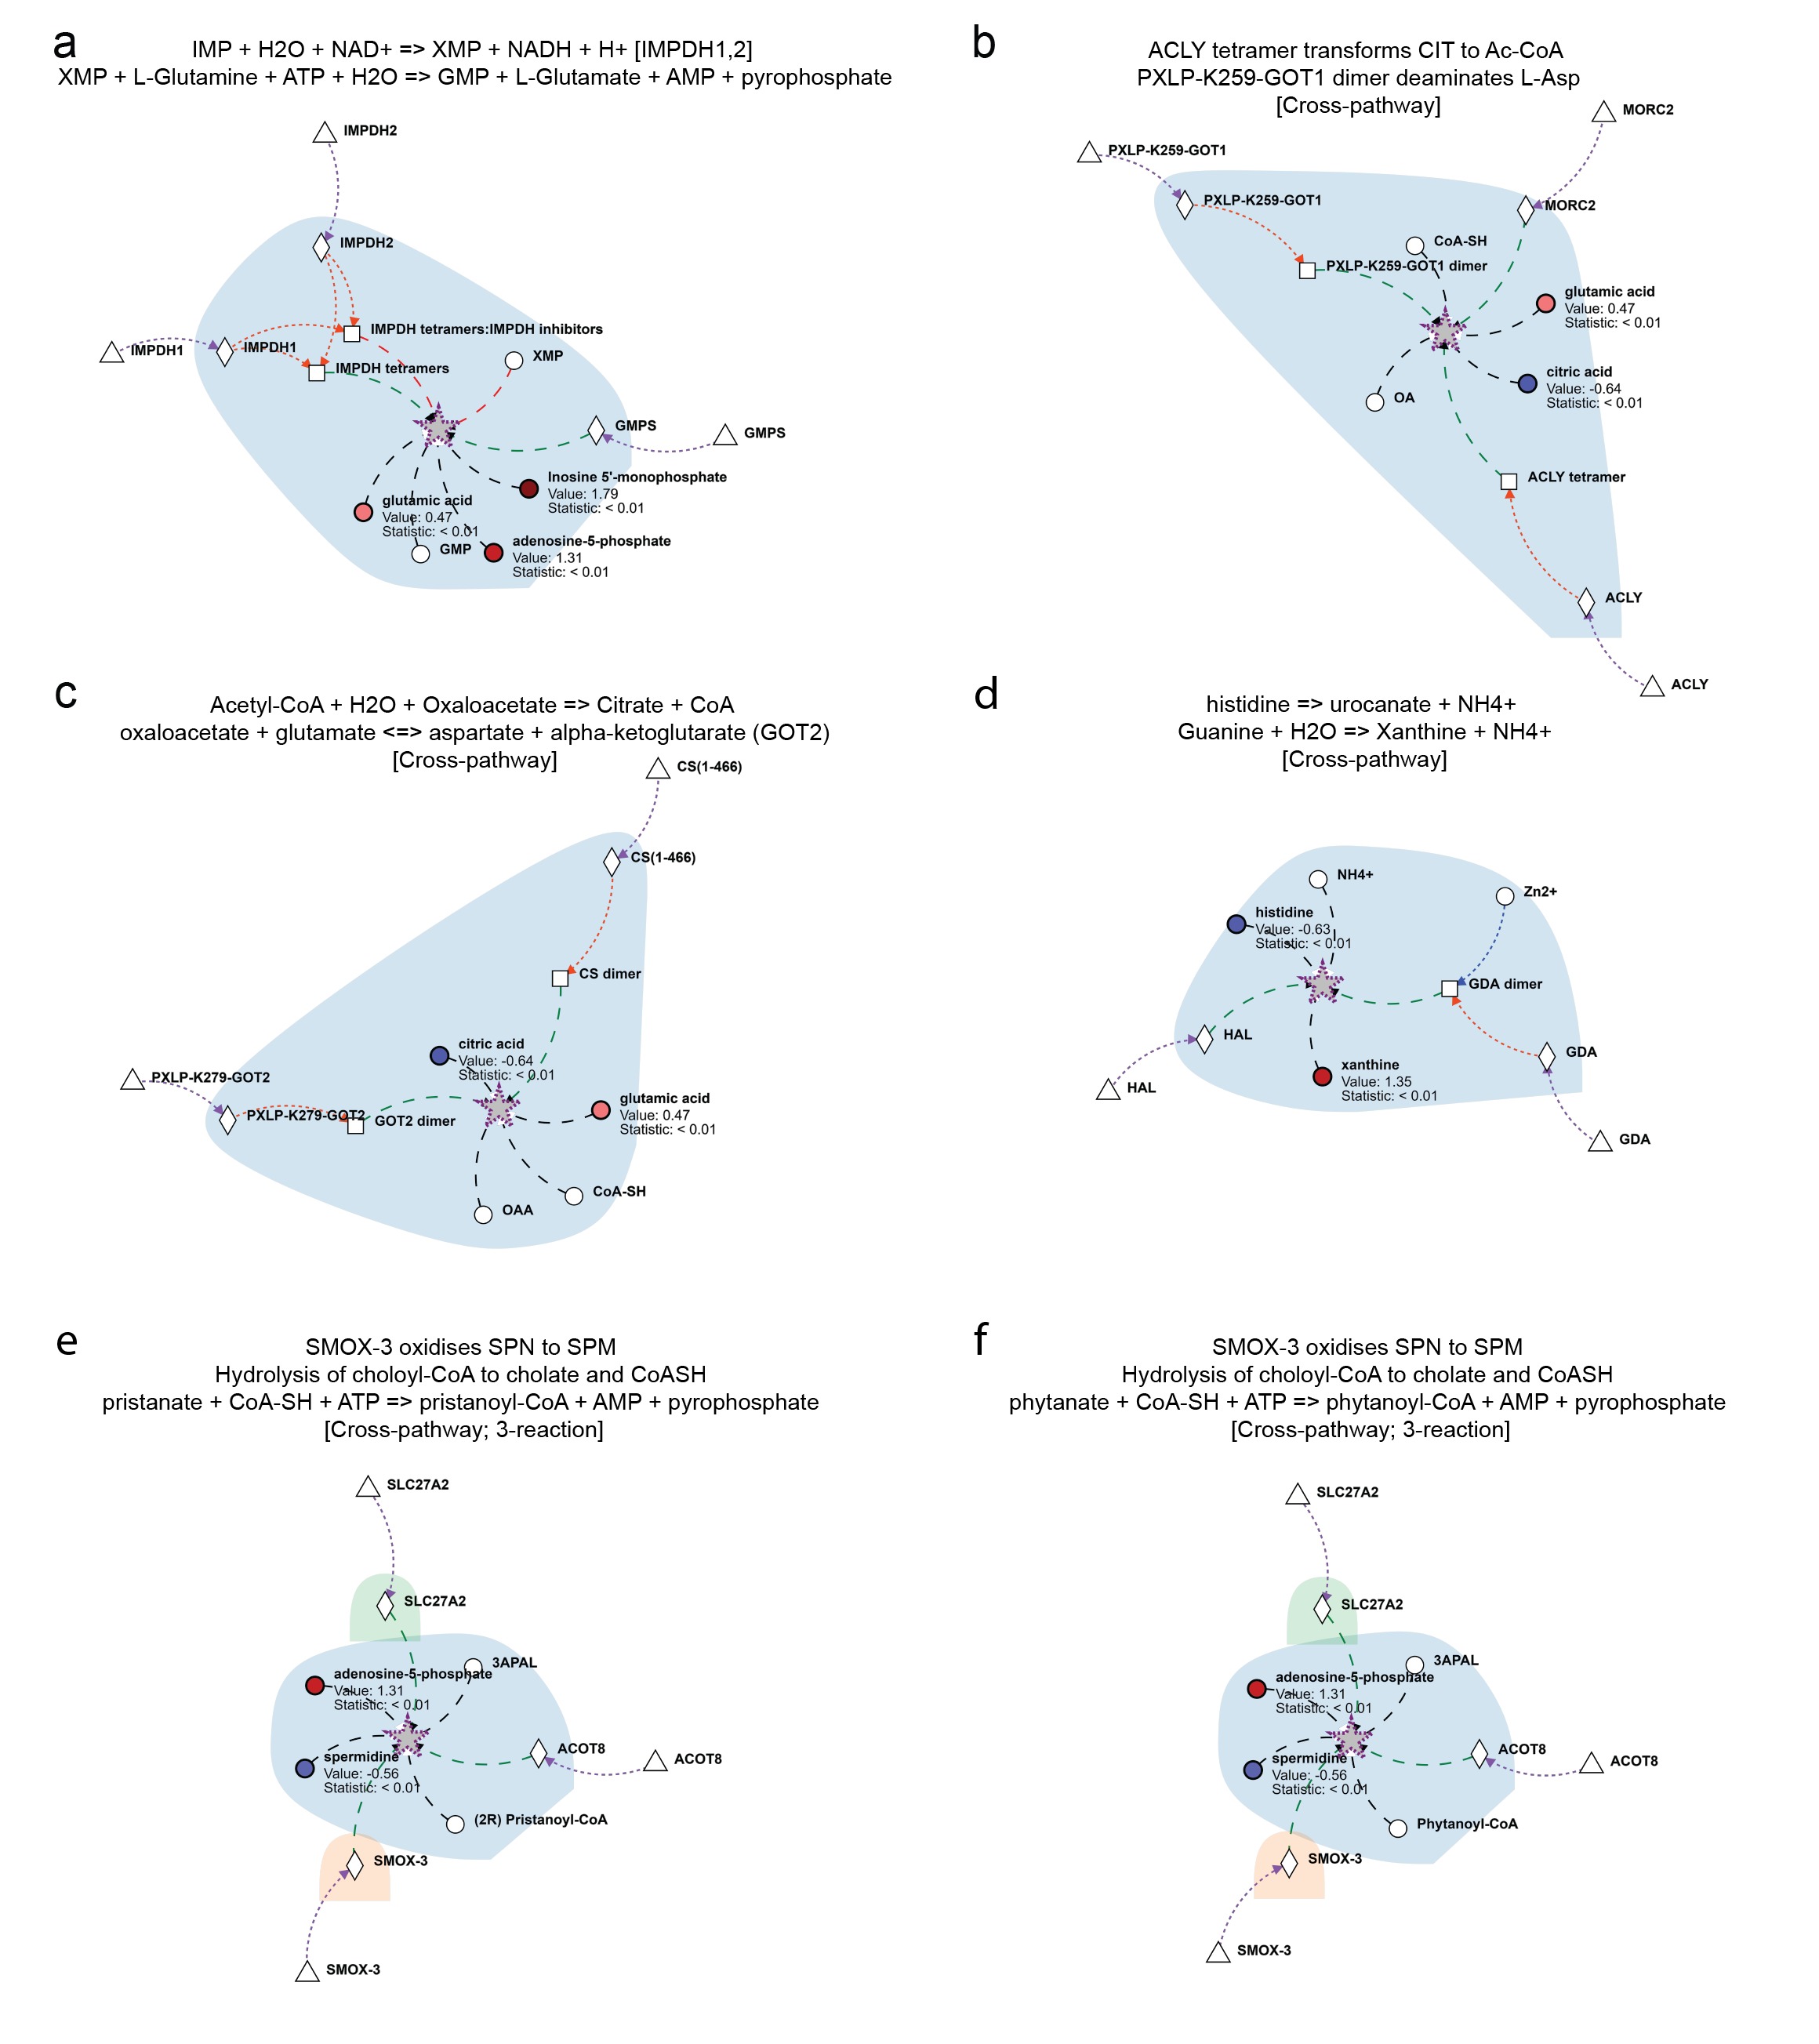 a
IMP + H2O + NAD+ => XMP + NADH + H+ [IMPDH1,2]
XMP + L-Glutamine + ATP + H2O => GMP + L-Glutamate + AMP + pyrophosphate
IMPDH2
IMPDH2
IMPDH tetramers:IMPDH inhibitors
IMPDH1
IMPDH1
XMP
IMPDH tetramers
GMPS
GMPS
Inosine 5'-monophosphate
Value: 1.79
Statistic: < 0.01
glutamic acid
Value: 0.47
Statistic: < 0.01
GMP
adenosine-5-phosphate
Value: 1.31
Statistic: < 0.01
b
ACLY tetramer transforms CIT to Ac-CoA
PXLP-K259-GOT1 dimer deaminates L-Asp
[Cross-pathway]
MORC2
PXLP-K259-GOT1
PXLP-K259-GOT1
MORC2
CoA-SH
PXLP-K259-GOT1 dimer
glutamic acid
Value: 0.47
Statistic: < 0.01
citric acid
Value: -0.64
Statistic: < 0.01
OA
ACLY tetramer
ACLY
ACLY
c
Acetyl-CoA + H2O + Oxaloacetate => Citrate + CoA
oxaloacetate + glutamate <=> aspartate + alpha-ketoglutarate (GOT2)
[Cross-pathway]
CS(1-466)
CS(1-466)
CS dimer
citric acid
Value: -0.64
Statistic: < 0.01
PXLP-K279-GOT2
PXLP-K279-GOT2
GOT2 dimer
glutamic acid
Value: 0.47
Statistic: < 0.01
CoA-SH
OAA
d
histidine => urocanate + NH4+
Guanine + H2O => Xanthine + NH4+
[Cross-pathway]
NH4+
Zn2+
histidine
Value: -0.63
Statistic: < 0.01
GDA dimer
HAL
GDA
xanthine
Value: 1.35
Statistic: < 0.01
HAL
GDA
e
SMOX-3 oxidises SPN to SPM
Hydrolysis of choloyl-CoA to cholate and CoASH
pristanate + CoA-SH + ATP => pristanoyl-CoA + AMP + pyrophosphate
[Cross-pathway; 3-reaction]
SLC27A2
SLC27A2
3APAL
adenosine-5-phosphate
Value: 1.31
Statistic: < 0.01
ACOT8
ACOT8
spermidine
Value: -0.56
Statistic: < 0.01
(2R) Pristanoyl-CoA
SMOX-3
SMOX-3
f
SMOX-3 oxidises SPN to SPM
Hydrolysis of choloyl-CoA to cholate and CoASH
phytanate + CoA-SH + ATP => phytanoyl-CoA + AMP + pyrophosphate
[Cross-pathway; 3-reaction]
SLC27A2
SLC27A2
3APAL
adenosine-5-phosphate
Value: 1.31
Statistic: < 0.01
ACOT8
ACOT8
spermidine
Value: -0.56
Statistic: < 0.01
Phytanoyl-CoA
SMOX-3
SMOX-3